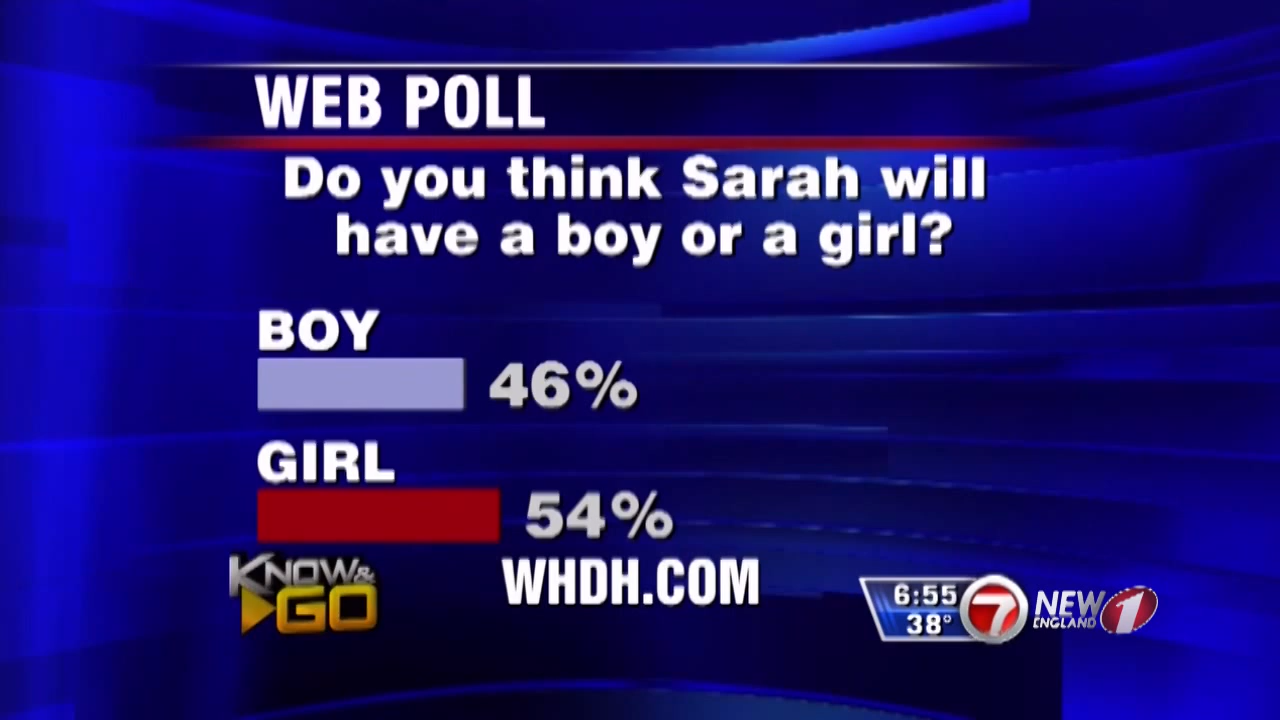 WEB POLL
Do you think Sarah will
have a boy or a girl?
BOY
46%
GIRL
54%
KNOW&
GO
WHDH.COM
6:55
38°
7
NEW
ENGLAND
1